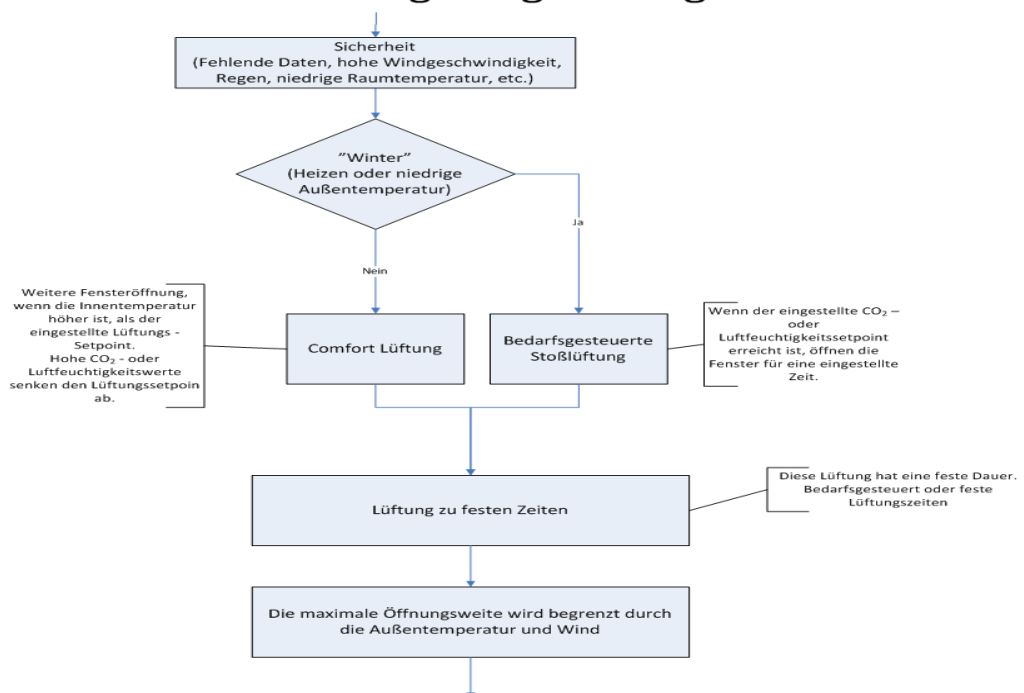 Sicherheit
(Fehlende Daten, hohe Windgeschwindigkeit,
Regen, niedrige Raumtemperatur, etc.)
”Winter”
(Heizen oder niedrige
Außentemperatur)
Ja
Nein
Weitere Fensteröffnung,
wenn die Innentemperatur
höher ist, als der
eingestellte Lüftungs -
Setpoint.
Hohe CO₂ - oder
Luftfeuchtigkeitswerte
senken den Lüftungssetpoin
ab.
Comfort Lüftung
Bedarfsgesteuerte
Stoßlüftung
Wenn der eingestellte CO₂ –
oder
Luftfeuchtigkeitssetpoint
erreicht ist, öffnen die
Fenster für eine eingestellte
Zeit.
Lüftung zu festen Zeiten
Diese Lüftung hat eine feste Dauer.
Bedarfsgesteuert oder feste
Lüftungszeiten
Die maximale Öffnungsweite wird begrenzt durch
die Außentemperatur und Wind